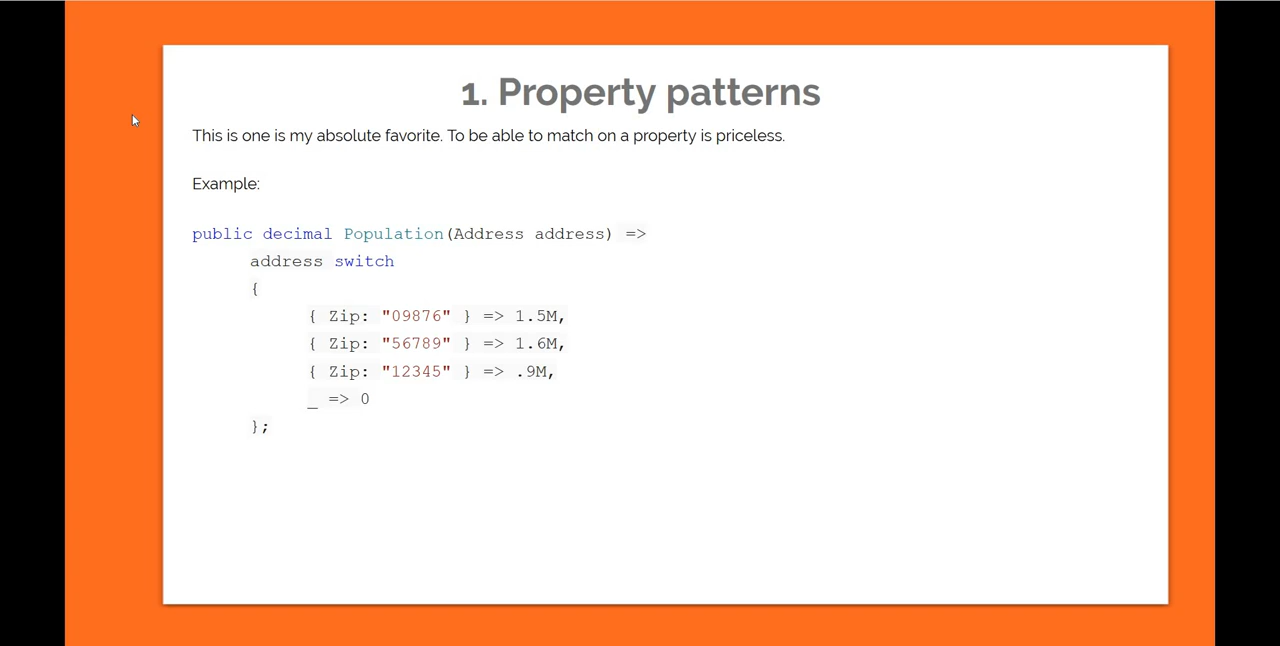 1. Property patterns
This is one is my absolute favorite. To be able to match on a property is priceless.
Example:
public decimal Population(Address address) =>
address switch
{
{ Zip: "09876" } => 1.5M,
{ Zip: "56789" } => 1.6M,
{ Zip: "12345" } => .9M,
_ => 0
};